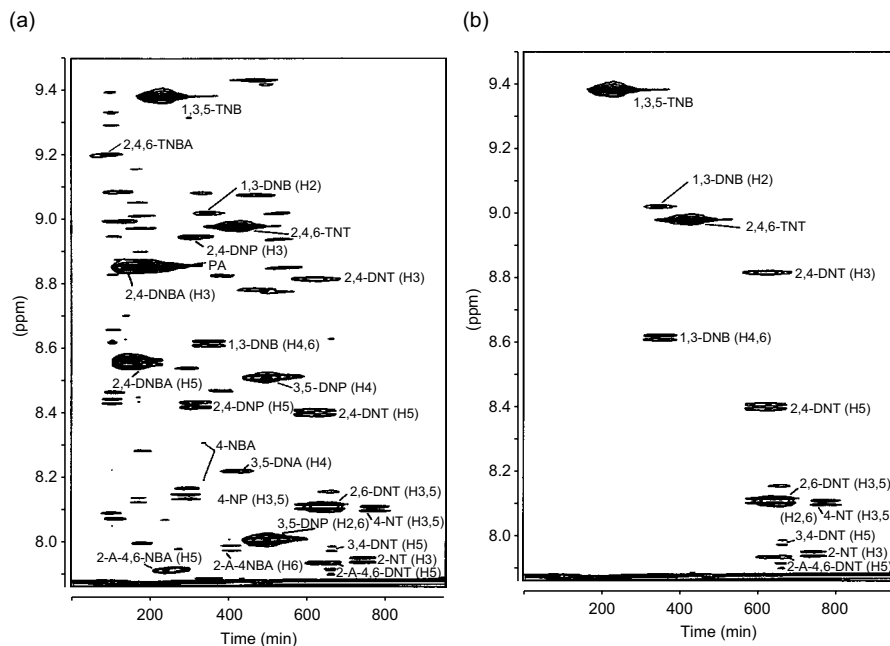 (a)
9.4
9.2
9.0
8.8
8.6
8.4
8.2
8.0
(ppm)
1,3,5-TNB
2,4,6-TNBA
1,3-DNB (H2)
2,4,6-TNT
2,4-DNP (H3)
PA
2,4-DNBA (H3)
2,4-DNT (H3)
1,3-DNB (H4,6)
2,4-DNBA (H5)
3,5-DNP (H4)
2,4-DNP (H5)
2,4-DNT (H5)
4-NBA
3,5-DNA (H4)
4-NP (H3,5)
2,6-DNT (H3,5)
4-NT (H3,5)
3,5-DNP (H2,6)
3,4-DNT (H5)
2-A-4,6-NBA (H5)
2-A-4NBA (H6)
2-NT (H3)
2-A-4,6-DNT (H5)
200
400
600
800
Time (min)
(b)
9.4
9.2
9.0
8.8
8.6
8.4
8.2
8.0
(ppm)
1,3,5-TNB
1,3-DNB (H2)
2,4,6-TNT
2,4-DNT (H3)
1,3-DNB (H4,6)
2,4-DNT (H5)
2,6-DNT (H3,5)
(H2,6)
4-NT (H3,5)
3,4-DNT (H5)
2-NT (H3)
2-A-4,6-DNT (H5)
200
400
600
800
Time (min)